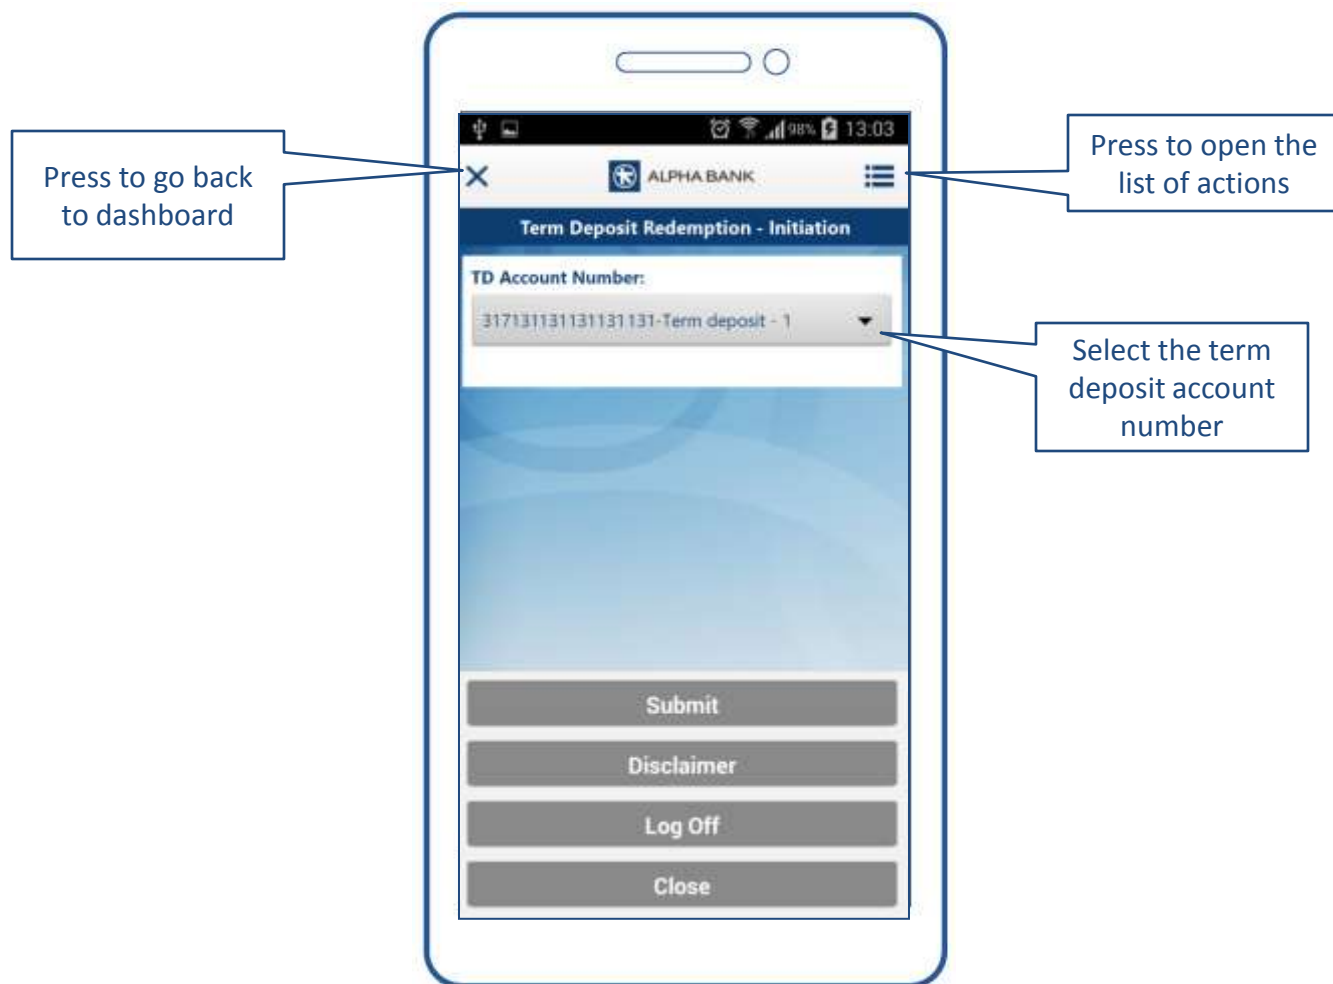 98% 13:03
Press to go back
to dashboard
ALPHA BANK
Press to open the
list of actions
Term Deposit Redemption - Initiation
TD Account Number:
317131131131131131-Term deposit - 1
Select the term
deposit account
number
Submit
Disclaimer
Log Off
Close